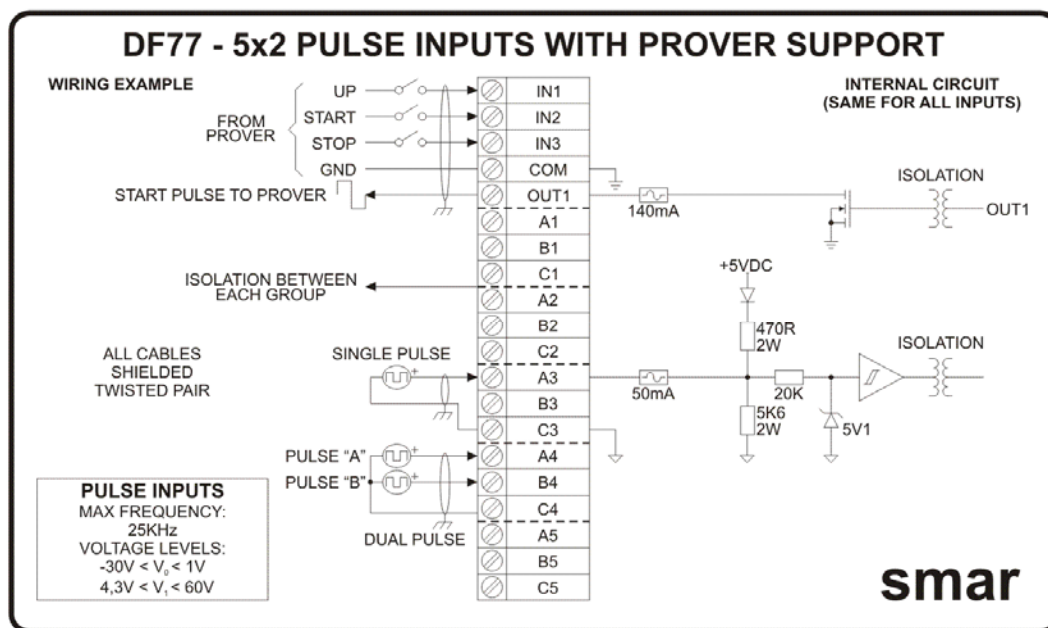 DF77 - 5x2 PULSE INPUTS WITH PROVER SUPPORT
WIRING EXAMPLE
INTERNAL CIRCUIT
(SAME FOR ALL INPUTS)
FROM
PROVER
UP
START
STOP
GND
START PULSE TO PROVER
ISOLATION BETWEEN
EACH GROUP
ALL CABLES
SHIELDED
TWISTED PAIR
SINGLE PULSE
+
PULSE "A"
+
PULSE "B"
+
DUAL PULSE
IN1
IN2
IN3
COM
OUT1
A1
B1
C1
A2
B2
C2
A3
B3
C3
A4
B4
C4
A5
B5
C5
140mA
ISOLATION
OUT1
+5VDC
470R
2W
50mA
20K
5K6
2W
5V1
ISOLATION
PULSE INPUTS
MAX FREQUENCY:
25KHz
VOLTAGE LEVELS:
-30V < V₀ < 1V
4,3V < V₁ < 60V
smar